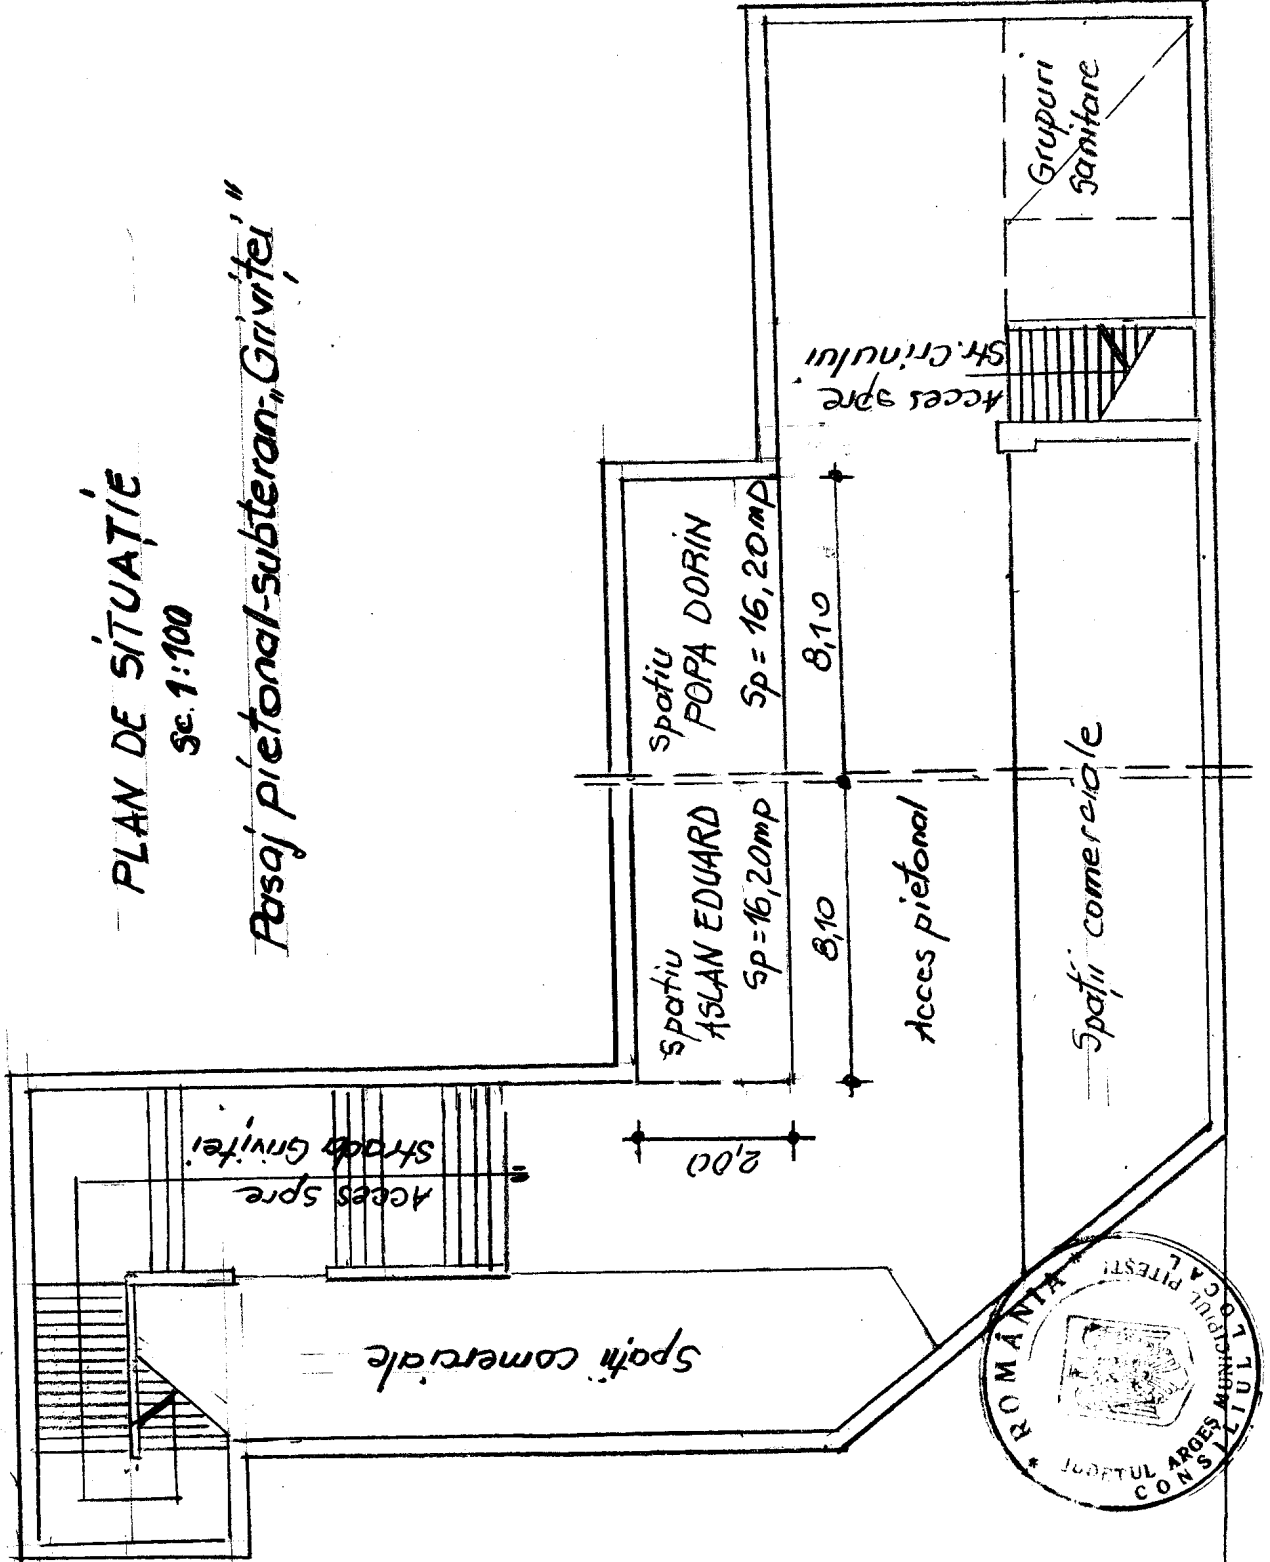 PLAN DE SITUAȚIE
sc. 1:100
Pasaj pietonal-subteran-„Griviței”
Grupuri
sanitare
Acces spre
Str. Crinului
spatiu
POPA DORIN
Sp = 16,20mp
8,10
spatiu
ASLAN EDUARD
Sp = 16,20mp
8,10
2,00
Acces pietonal
Spații comerciale
Acces spre
Strada Griviței
Spații comerciale
* ROMÂNIA *
JUDEȚUL ARGEȘ MUNICIPIUL PITEȘTI
CONSILIUL LOCAL